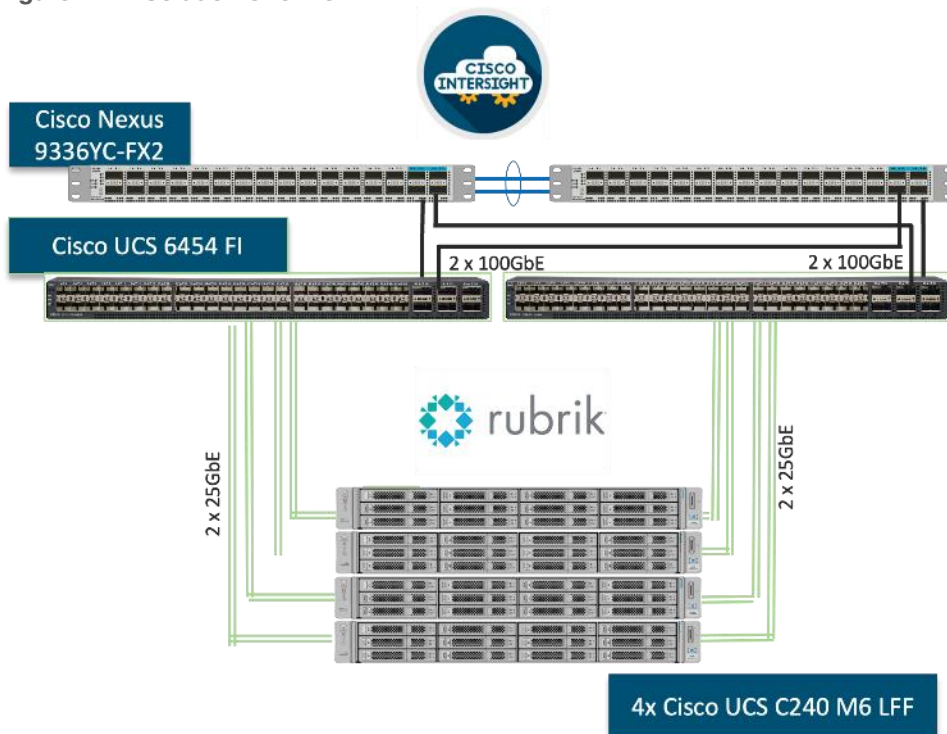 CISCO
INTERSIGHT
Cisco Nexus
9336YC-FX2
Cisco UCS 6454 FI
2 x 100GbE
2 x 100GbE
rubrik
2 x 25GbE
2 x 25GbE
4x Cisco UCS C240 M6 LFF